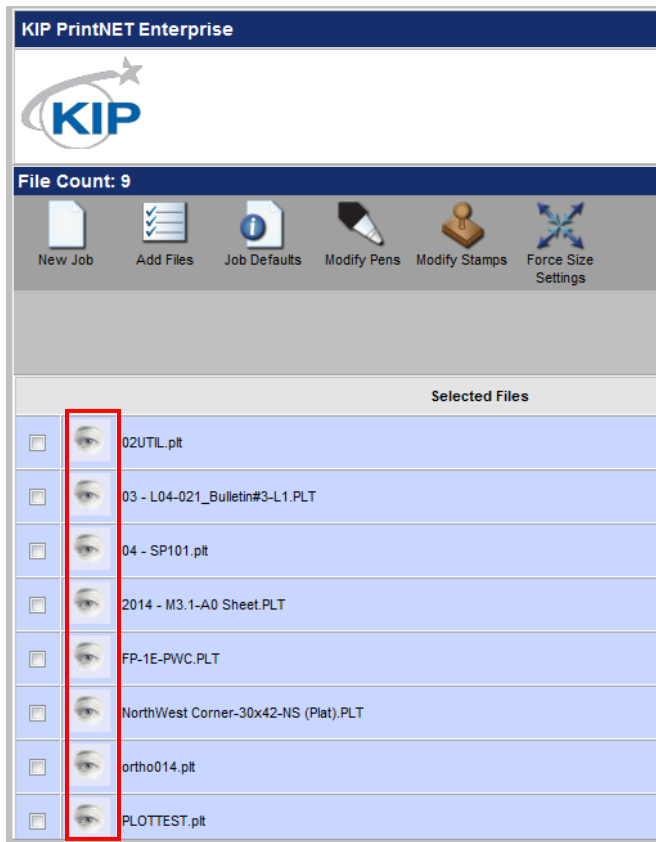 KIP PrintNET Enterprise
KIP
File Count: 9
New Job Add Files Job Defaults Modify Pens Modify Stamps Force Size
Settings
Selected Files
02UTIL.plt
03 - L04-021_Bulletin#3-L1.PLT
04 - SP101.plt
2014 - M3.1-A0 Sheet.PLT
FP-1E-PWC.PLT
NorthWest Corner-30x42-NS (Plat).PLT
ortho014.plt
PLOTTEST.plt